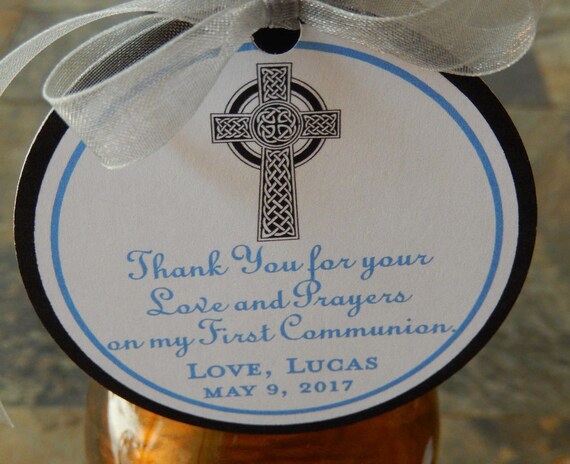 Thank You for your
Love and Prayers
on my First Communion.
Love, Lucas
May 9, 2017